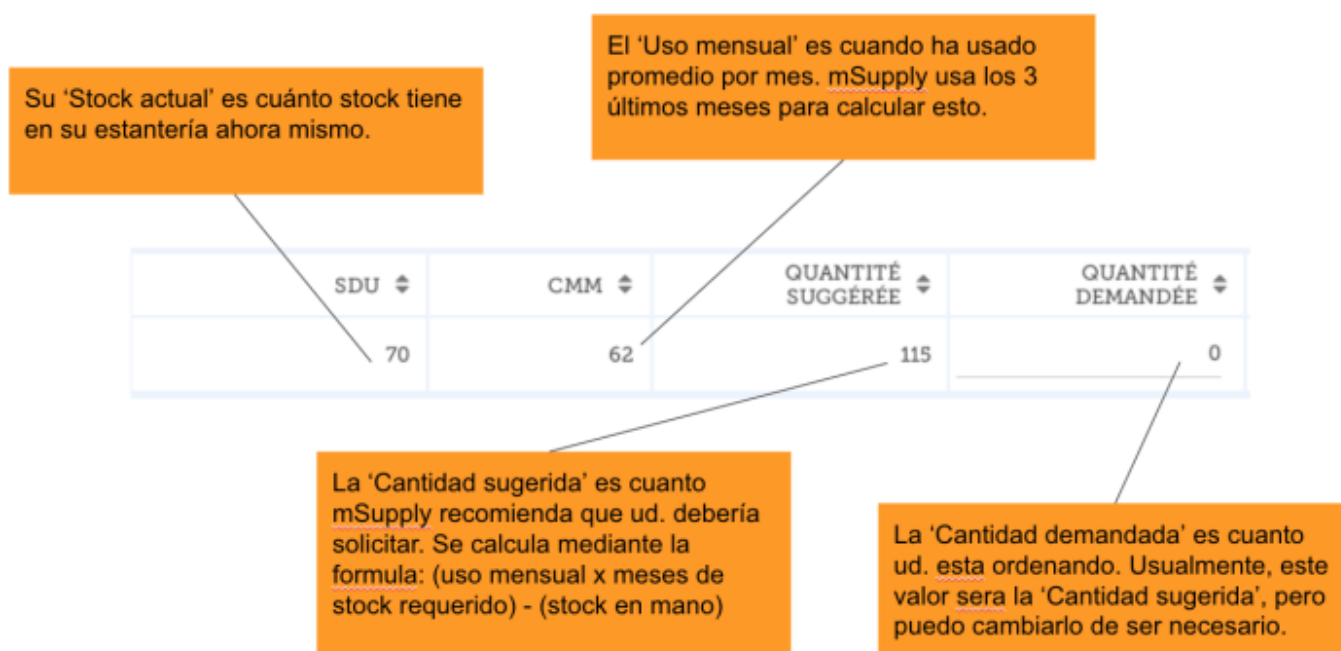 El ‘Uso mensual’ es cuando ha usado
promedio por mes. mSupply usa los 3
últimos meses para calcular esto.
Su ‘Stock actual’ es cuánto stock tiene
en su estantería ahora mismo.
SDU
CMM
QUANTITÉ
SUGGÉRÉE
QUANTITÉ
DEMANDÉE
70
62
115
0
La ‘Cantidad sugerida’ es cuanto
mSupply recomienda que ud. debería
solicitar. Se calcula mediante la
formula: (uso mensual x meses de
stock requerido) - (stock en mano)
La ‘Cantidad demandada’ es cuanto
ud. esta ordenando. Usualmente, este
valor sera la ‘Cantidad sugerida’, pero
puedo cambiarlo de ser necesario.